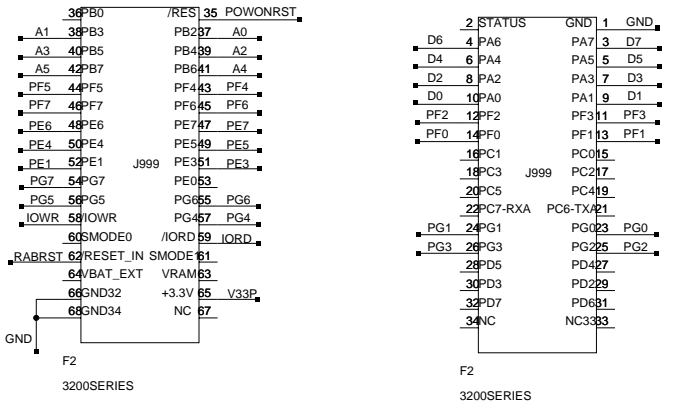 36 PB0 /RES 35 POWONRST
A1 38 PB3 PB2 37 A0
A3 40 PB5 PB4 39 A2
A5 42 PB7 PB6 41 A4
PF5 44 PF5 PF4 43 PF4
PF7 46 PF7 PF6 45 PF6
PE6 48 PE6 PE7 47 PE7
PE4 50 PE4 PE5 49 PE5
PE1 52 PE1 J999 PE3 51 PE3
PG7 54 PG7 PE0 53
PG5 56 PG5 PG6 55 PG6
IOWR 58 /IOWR PG4 57 PG4
60 SMODE0 /IORD 59 IORD
RABRST 62 /RESET_IN SMODE1 61
64 VBAT_EXT VRAM 63
66 GND32 +3.3V 65 V33P
68 GND34 NC 67
GND
F2
3200SERIES
2 STATUS GND 1 GND
D6 4 PA6 PA7 3 D7
D4 6 PA4 PA5 5 D5
D2 8 PA2 PA3 7 D3
D0 10 PA0 PA1 9 D1
PF2 12 PF2 PF3 11 PF3
PF0 14 PF0 PF1 13 PF1
16 PC1 PC0 15
18 PC3 J999 PC2 17
20 PC5 PC4 19
22 PC7-RXA PC6-TXA 21
PG1 24 PG1 PG0 23 PG0
PG3 26 PG3 PG2 25 PG2
28 PD5 PD4 27
30 PD3 PD2 29
32 PD7 PD6 31
34 NC NC33 33
F2
3200SERIES